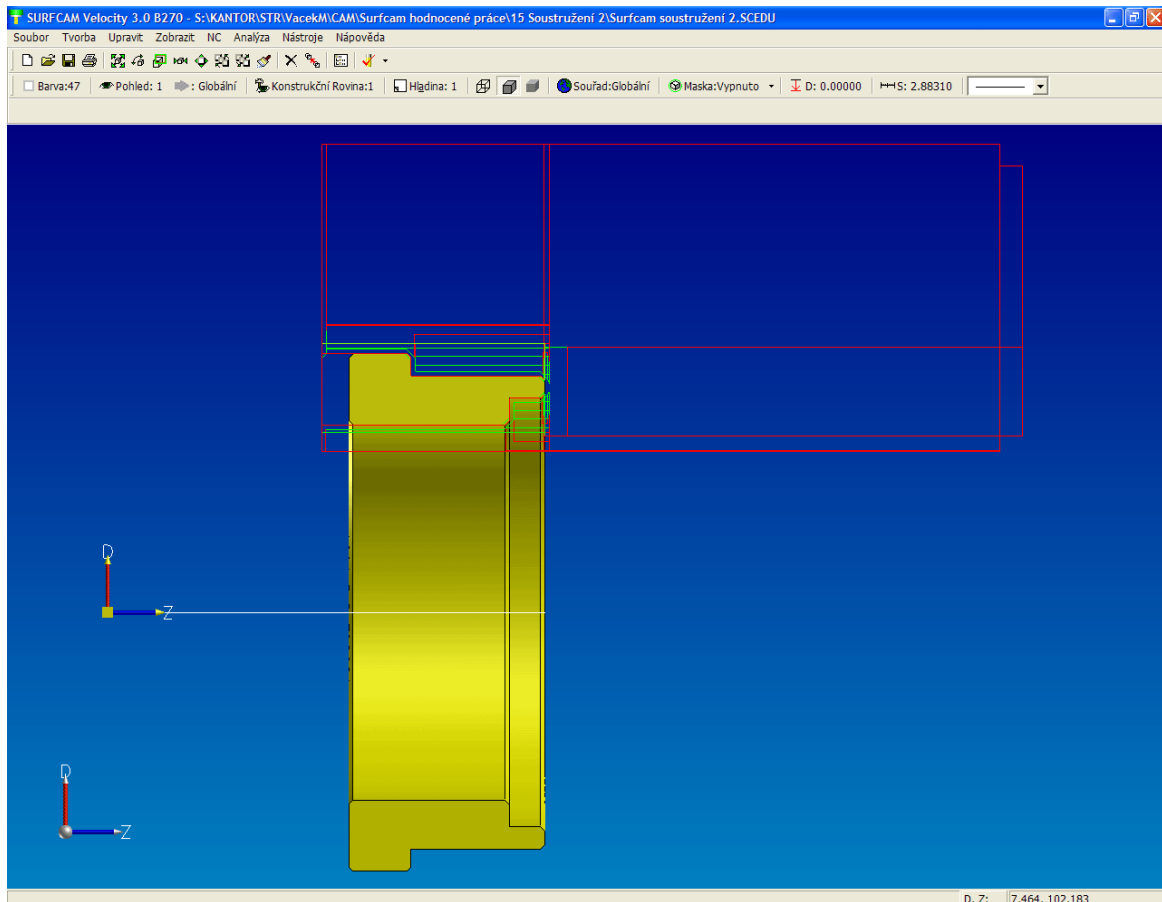 SURFCAM Velocity 3.0 B270 - S:\KANTOR\STR\VacekM\CAM\Surfcam hodnocené práce\15 Soustružení 2\Surfcam soustružení 2.SCEDU
Soubor Tvorba Upravit Zobrazit NC Analýza Nástroje Nápověda
Barva:47 Pohled: 1 : Globální Konstrukční Rovina:1 Hladina: 1 Souřad:Globální Maska:Vypnuto D: 0.00000 S: 2.88310
D
Z
D
Z
D, Z: 7.464, 102.183